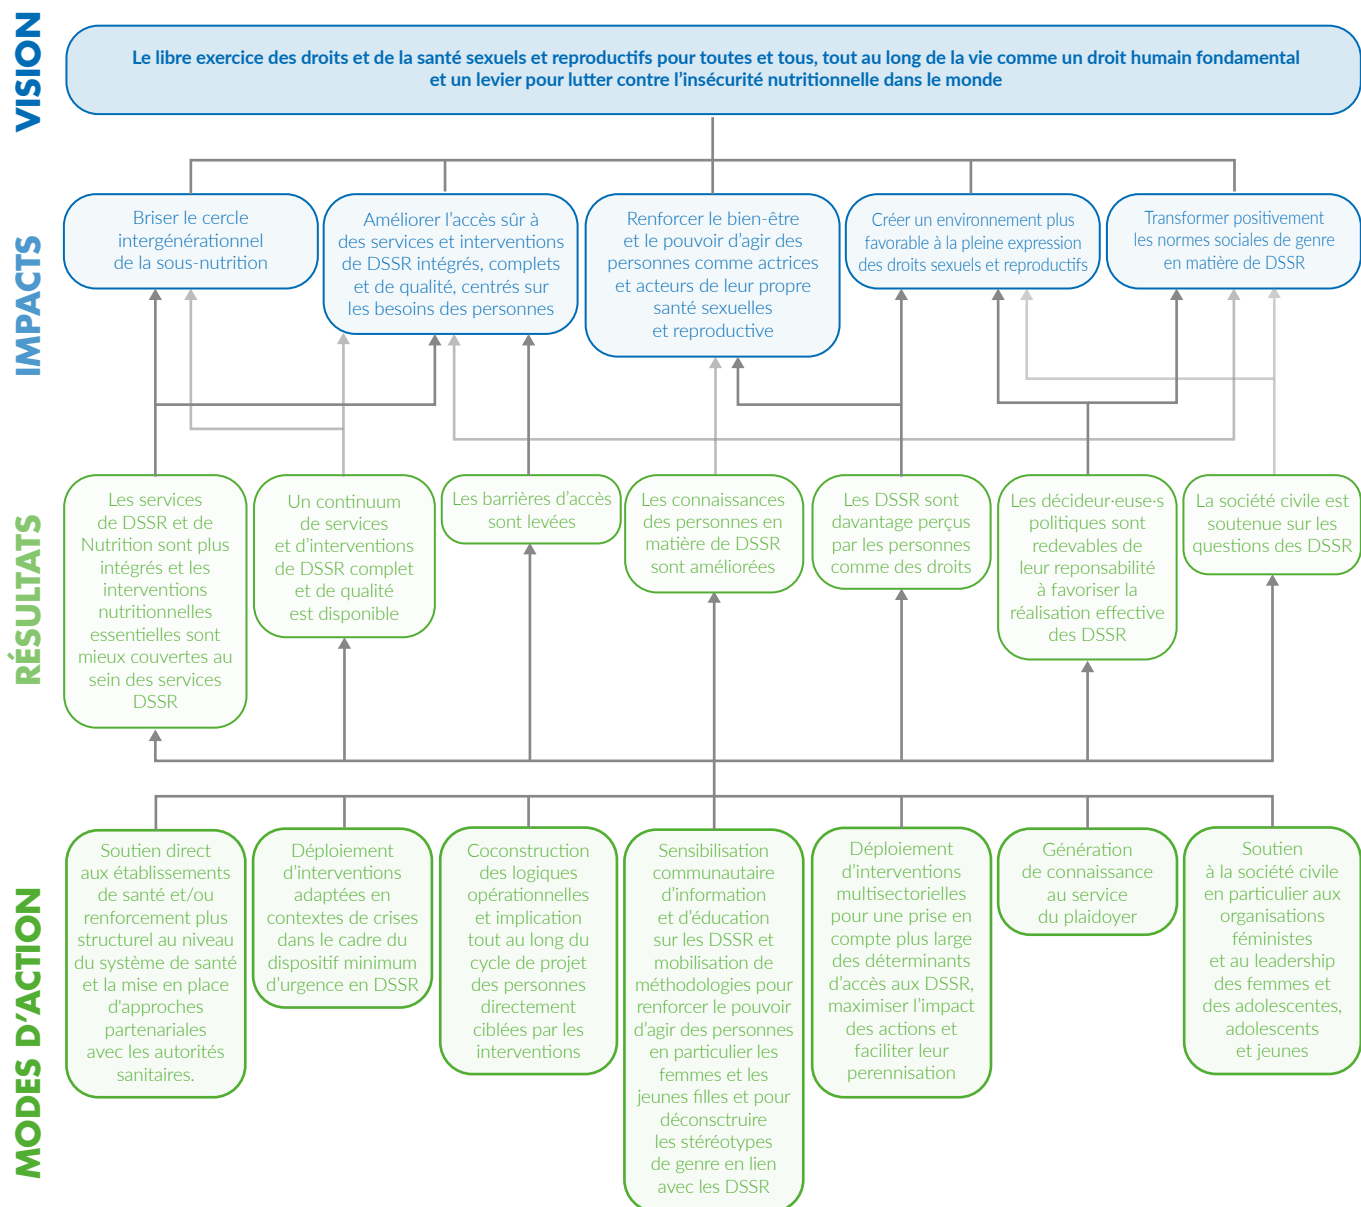 VISION
Le libre exercice des droits et de la santé sexuels et reproductifs pour toutes et tous, tout au long de la vie comme un droit humain fondamental
et un levier pour lutter contre l’insécurité nutritionnelle dans le monde
IMPACTS
Briser le cercle
intergénérationnel
de la sous-nutrition
Améliorer l’accès sûr à
des services et interventions
de DSSR intégrés, complets
et de qualité, centrés sur
les besoins des personnes
Renforcer le bien-être
et le pouvoir d’agir des
personnes comme actrices
et acteurs de leur propre
santé sexuelles
et reproductive
Créer un environnement plus
favorable à la pleine expression
des droits sexuels et reproductifs
Transformer positivement
les normes sociales de genre
en matière de DSSR
RÉSULTATS
Les services
de DSSR et de
Nutrition sont plus
intégrés et les
interventions
nutritionnelles
essentielles sont
mieux couvertes au
sein des services
DSSR
Un continuum
de services
et d’interventions
de DSSR complet
et de qualité
est disponible
Les barrières d’accès
sont levées
Les connaissances
des personnes en
matière de DSSR
sont améliorées
Les DSSR sont
davantage perçus
par les personnes
comme des droits
Les décideur·euse·s
politiques sont
redevables de
leur reponsabilité
à favoriser la
réalisation effective
des DSSR
La société civile est
soutenue sur les
questions des DSSR
MODES D’ACTION
Soutien direct
aux établissements
de santé et/ou
renforcement plus
structurel au niveau
du système de santé
et la mise en place
d'approches
partenariales
avec les autorités
sanitaires.
Déploiement
d’interventions
adaptées en
contextes de crises
dans le cadre du
dispositif minimum
d’urgence en DSSR
Coconstruction
des logiques
opérationnelles
et implication
tout au long du
cycle de projet
des personnes
directement
ciblées par les
interventions
Sensibilisation
communautaire
d’information
et d’éducation
sur les DSSR et
mobilisation de
méthodologies pour
renforcer le pouvoir
d’agir des personnes
en particulier les
femmes et les
jeunes filles et pour
déconsctruire
les stéréotypes
de genre en lien
avec les DSSR
Déploiement
d’interventions
multisectorielles
pour une prise en
compte plus large
des déterminants
d’accès aux DSSR,
maximiser l’impact
des actions et
faciliter leur
perennisation
Génération
de connaissance
au service
du plaidoyer
Soutien
à la société civile
en particulier aux
organisations
féministes
et au leadership
des femmes et
des adolescentes,
adolescents
et jeunes